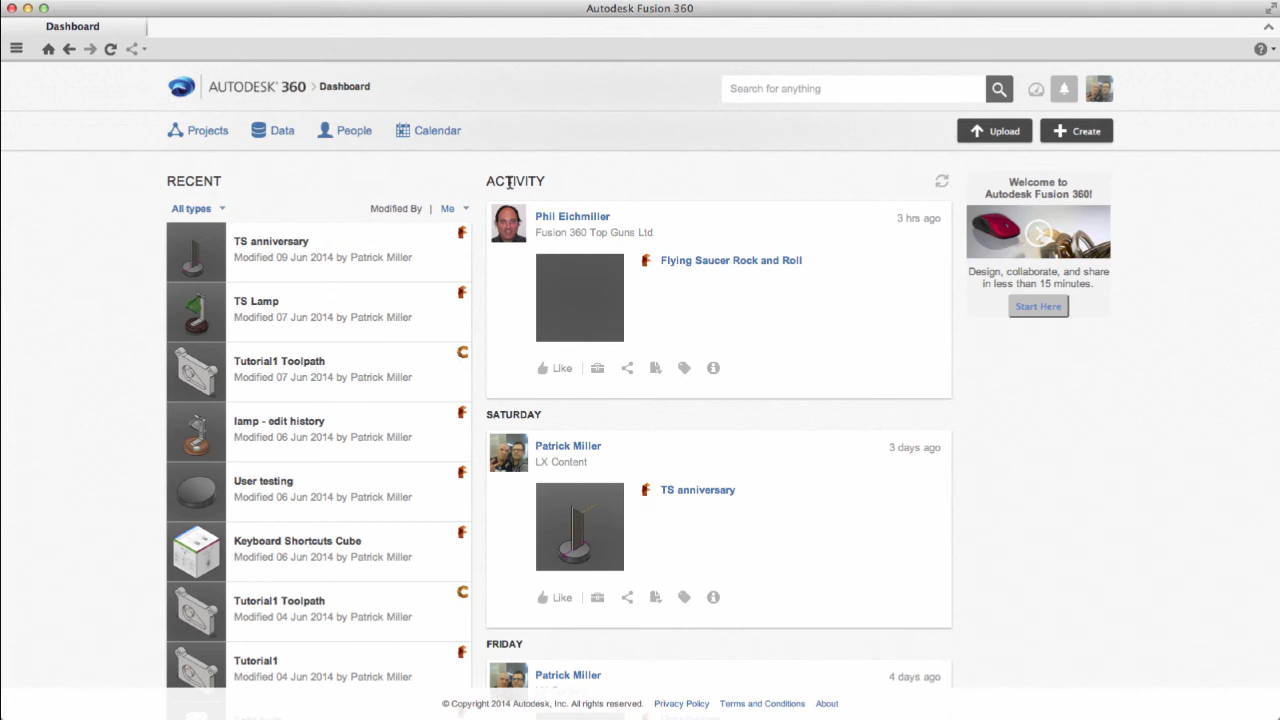 Autodesk Fusion 360
Dashboard
AUTODESK® 360 > Dashboard
Search for anything
Projects Data People Calendar
Upload Create
RECENT
All types Modified By | Me
TS anniversary
Modified 09 Jun 2014 by Patrick Miller
TS Lamp
Modified 07 Jun 2014 by Patrick Miller
Tutorial1 Toolpath
Modified 07 Jun 2014 by Patrick Miller
lamp - edit history
Modified 06 Jun 2014 by Patrick Miller
User testing
Modified 06 Jun 2014 by Patrick Miller
Keyboard Shortcuts Cube
Modified 06 Jun 2014 by Patrick Miller
Tutorial1 Toolpath
Modified 04 Jun 2014 by Patrick Miller
Tutorial1
Modified 04 Jun 2014 by Patrick Miller
ACTIVITY
Phil Eichmiller 3 hrs ago
Fusion 360 Top Guns Ltd
Flying Saucer Rock and Roll
Like
SATURDAY
Patrick Miller 3 days ago
LX Content
TS anniversary
Like
FRIDAY
Patrick Miller 4 days ago
Welcome to
Autodesk Fusion 360!
Design, collaborate, and share
in less than 15 minutes.
Start Here
© Copyright 2014 Autodesk, Inc. All rights reserved. Privacy Policy Terms and Conditions About